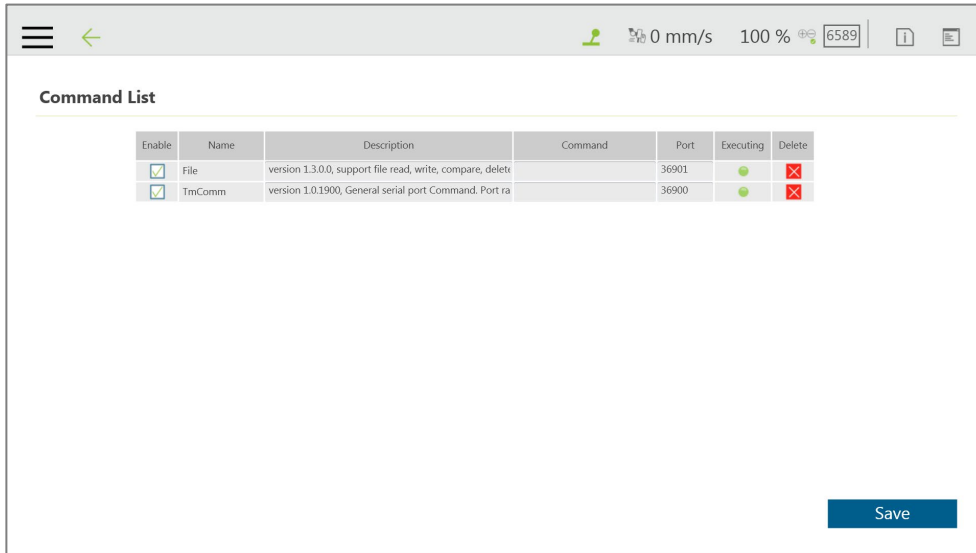 0 mm/s 100 % 6589
Command List
Enable Name Description Command Port Executing Delete
File version 1.3.0.0, support file read, write, compare, delete 36901
TmComm version 1.0.1900, General serial port Command. Port ra 36900
Save